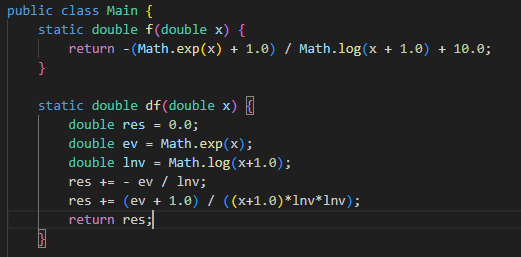 public class Main {
static double f(double x) {
return -(Math.exp(x) + 1.0) / Math.log(x + 1.0) + 10.0;
}
static double df(double x) {
double res = 0.0;
double ev = Math.exp(x);
double lnv = Math.log(x+1.0);
res += - ev / lnv;
res += (ev + 1.0) / ((x+1.0)*lnv*lnv);
return res;
}